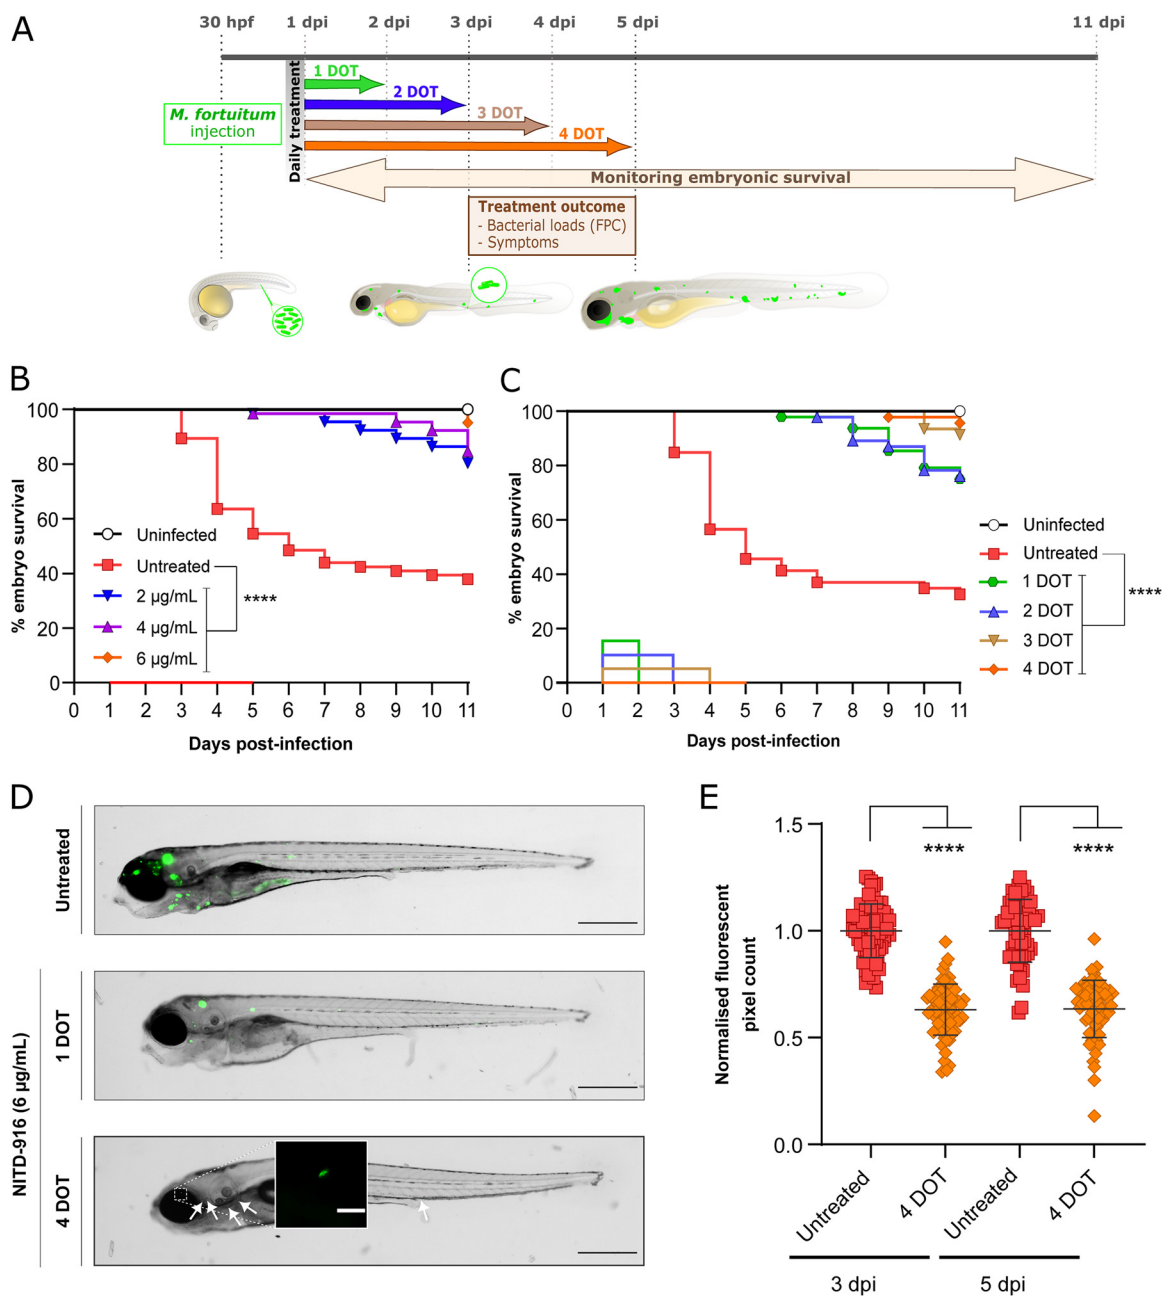 A
30 hpf 1 dpi 2 dpi 3 dpi 4 dpi 5 dpi 11 dpi
Daily treatment
1 DOT
2 DOT
3 DOT
4 DOT
M. fortuitum
injection
Monitoring embryonic survival
Treatment outcome
- Bacterial loads (FPC)
- Symptoms
B
% embryo survival
100
80
60
40
20
0
0 1 2 3 4 5 6 7 8 9 10 11
Days post-infection
Uninfected
Untreated
2 µg/mL
4 µg/mL
6 µg/mL
****
C
% embryo survival
100
80
60
40
20
0
0 1 2 3 4 5 6 7 8 9 10 11
Days post-infection
Uninfected
Untreated
1 DOT
2 DOT
3 DOT
4 DOT
****
D
Untreated
NITD-916 (6 µg/mL)
1 DOT
4 DOT
E
Normalised fluorescent
pixel count
1.5
1.0
0.5
0.0
**** ****
Untreated 4 DOT Untreated 4 DOT
3 dpi 5 dpi